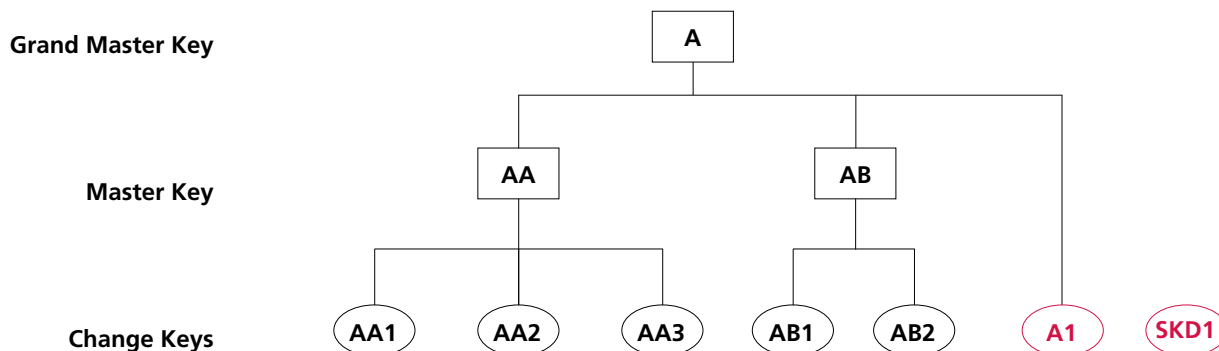 Grand Master Key
A
Master Key
AA
AB
Change Keys
AA1
AA2
AA3
AB1
AB2
A1
SKD1